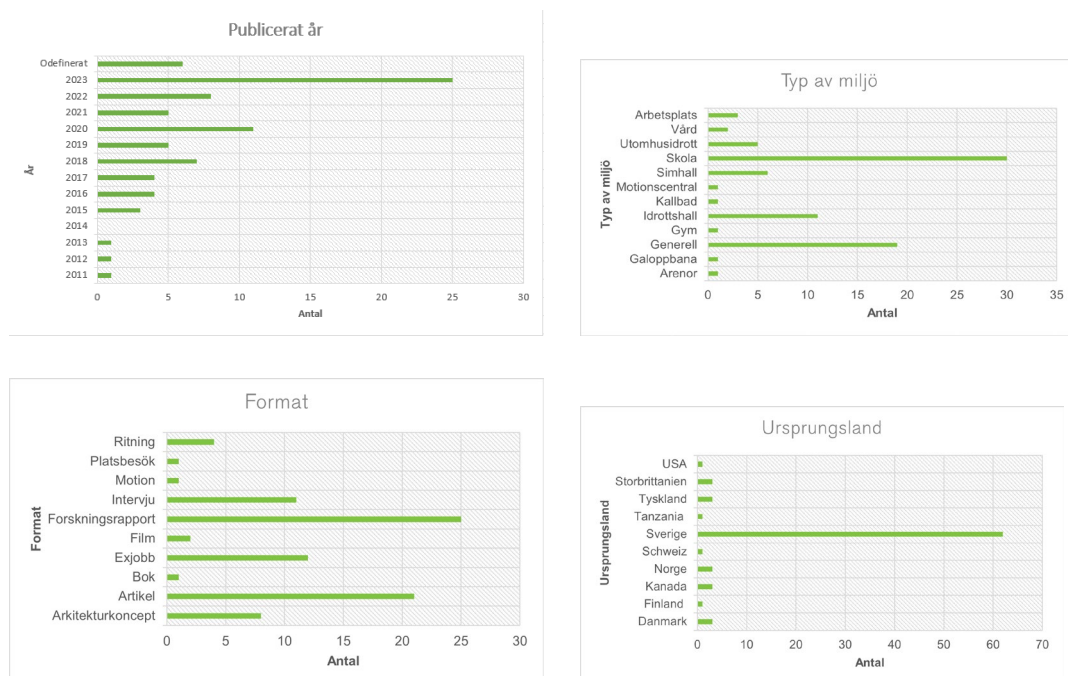 Publicerat år
Odefinerat
2023
2022
2021
2020
2019
2018
2017
2016
2015
2014
2013
2012
2011
År
0 5 10 15 20 25 30
Antal
Typ av miljö
Arbetsplats
Vård
Utomhusidrott
Skola
Simhall
Motionscentral
Kallbad
Idrottshall
Gym
Generell
Galoppbana
Arenor
Typ av miljö
0 5 10 15 20 25 30 35
Antal
Format
Ritning
Platsbesök
Motion
Intervju
Forskningsrapport
Film
Exjobb
Bok
Artikel
Arkitekturkoncept
Format
0 5 10 15 20 25 30
Antal
Ursprungsland
USA
Storbrittanien
Tyskland
Tanzania
Sverige
Schweiz
Norge
Kanada
Finland
Danmark
Ursprungsland
0 10 20 30 40 50 60 70
Antal